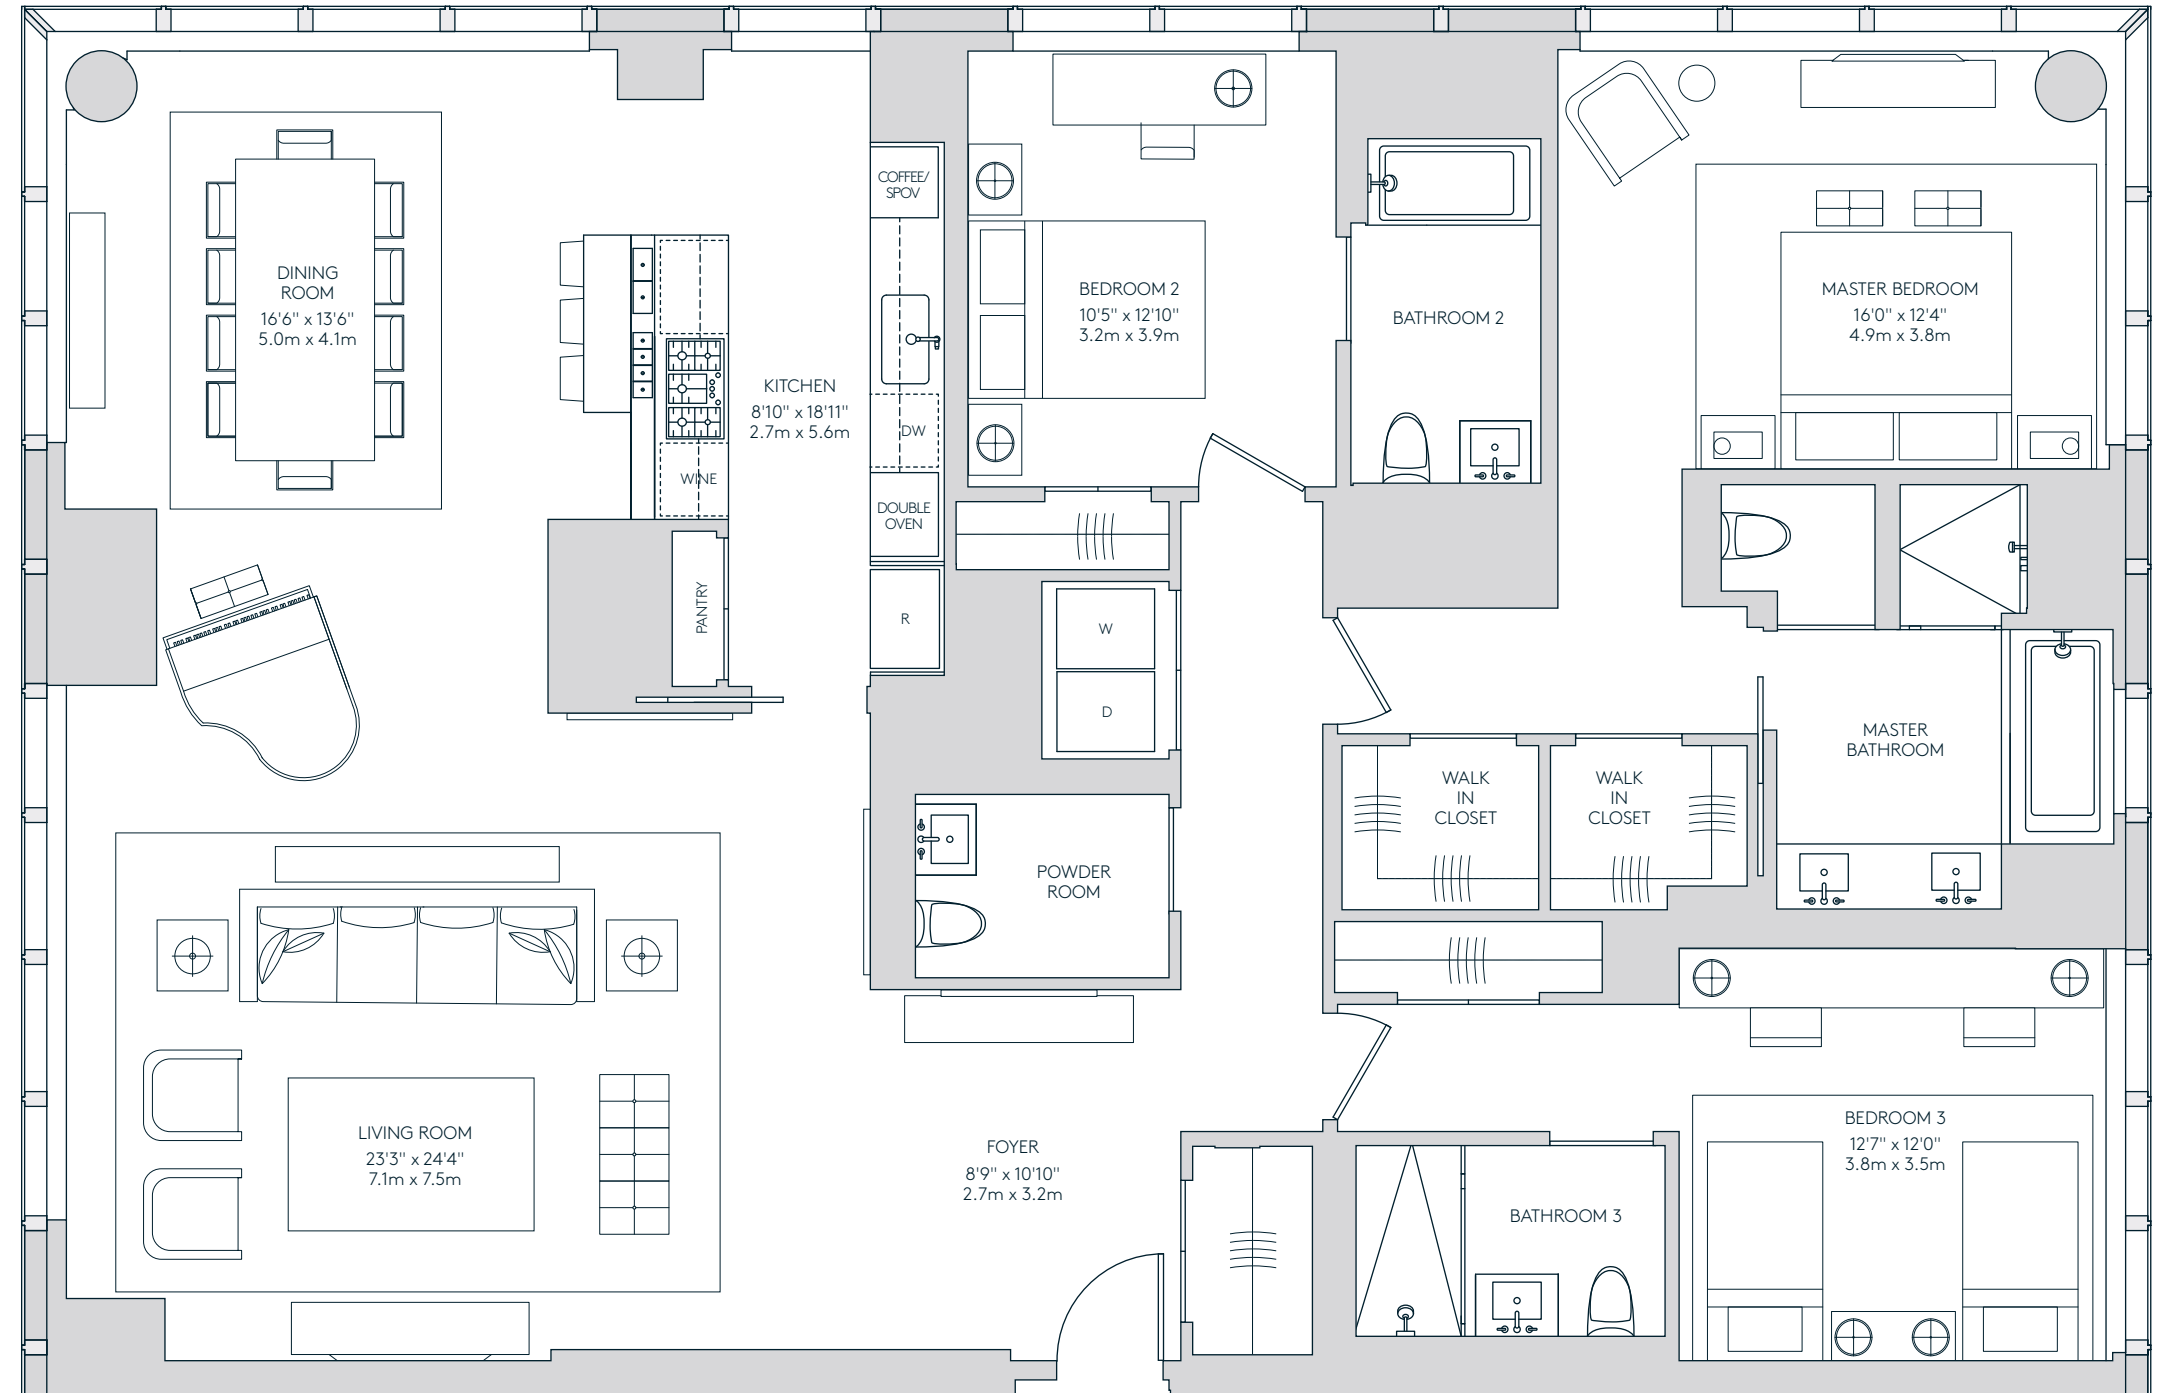 DINING
ROOM
16'6" x 13'6"
5.0m x 4.1m
KITCHEN
8'10" x 18'11"
2.7m x 5.6m
COFFEE/
SPOV
DW
WINE
DOUBLE
OVEN
PANTRY
R
BEDROOM 2
10'5" x 12'10"
3.2m x 3.9m
BATHROOM 2
MASTER BEDROOM
16'0" x 12'4"
4.9m x 3.8m
W
D
MASTER
BATHROOM
WALK
IN
CLOSET
WALK
IN
CLOSET
POWDER
ROOM
LIVING ROOM
23'3" x 24'4"
7.1m x 7.5m
FOYER
8'9" x 10'10"
2.7m x 3.2m
BEDROOM 3
12'7" x 12'0"
3.8m x 3.5m
BATHROOM 3